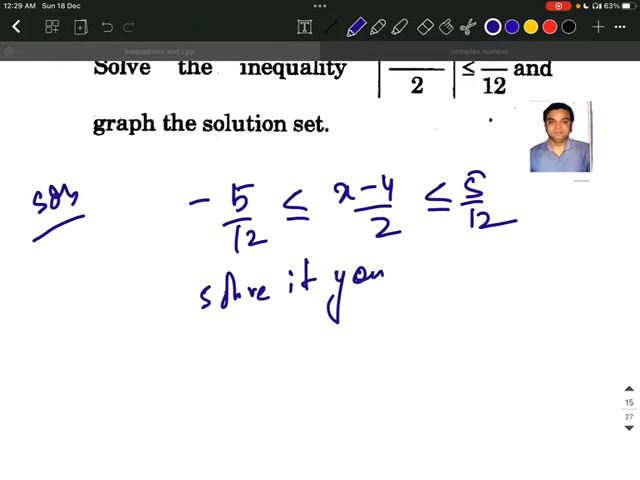 12:29 AM Sun 18 Dec
63%
Inequalities and Lpp
complex number
Solve the inequality | / 2 | ≤ / 12 and
graph the solution set.
Soln
- 5/12 ≤ x-4/2 ≤ 5/12
solve it you
15
27